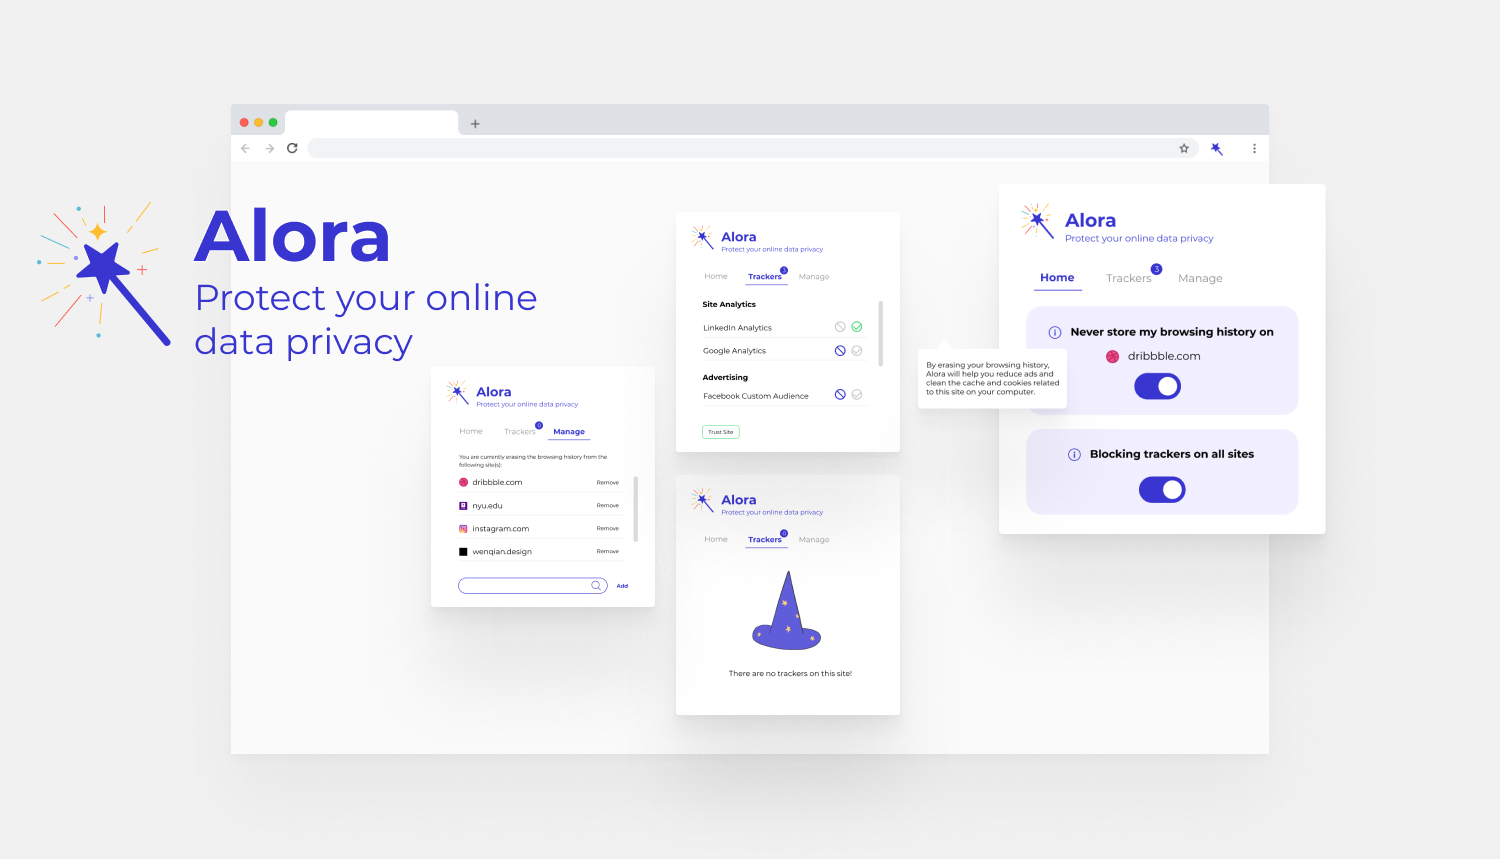 Alora
Protect your online
data privacy
Alora
Protect your online data privacy
Home Trackers 0 Manage
You are currently erasing the browsing history from the
following site(s):
dribbble.com Remove
nyu.edu Remove
instagram.com Remove
wenqian.design Remove
Add
Alora
Protect your online data privacy
Home Trackers 3 Manage
Site Analytics
LinkedIn Analytics
Google Analytics
Advertising
Facebook Custom Audience
Trust Site
Alora
Protect your online data privacy
Home Trackers 0 Manage
There are no trackers on this site!
By erasing your browsing history,
Alora will help you reduce ads and
clean the cache and cookies related
to this site on your computer.
Alora
Protect your online data privacy
Home Trackers 3 Manage
Never store my browsing history on
dribbble.com
Blocking trackers on all sites